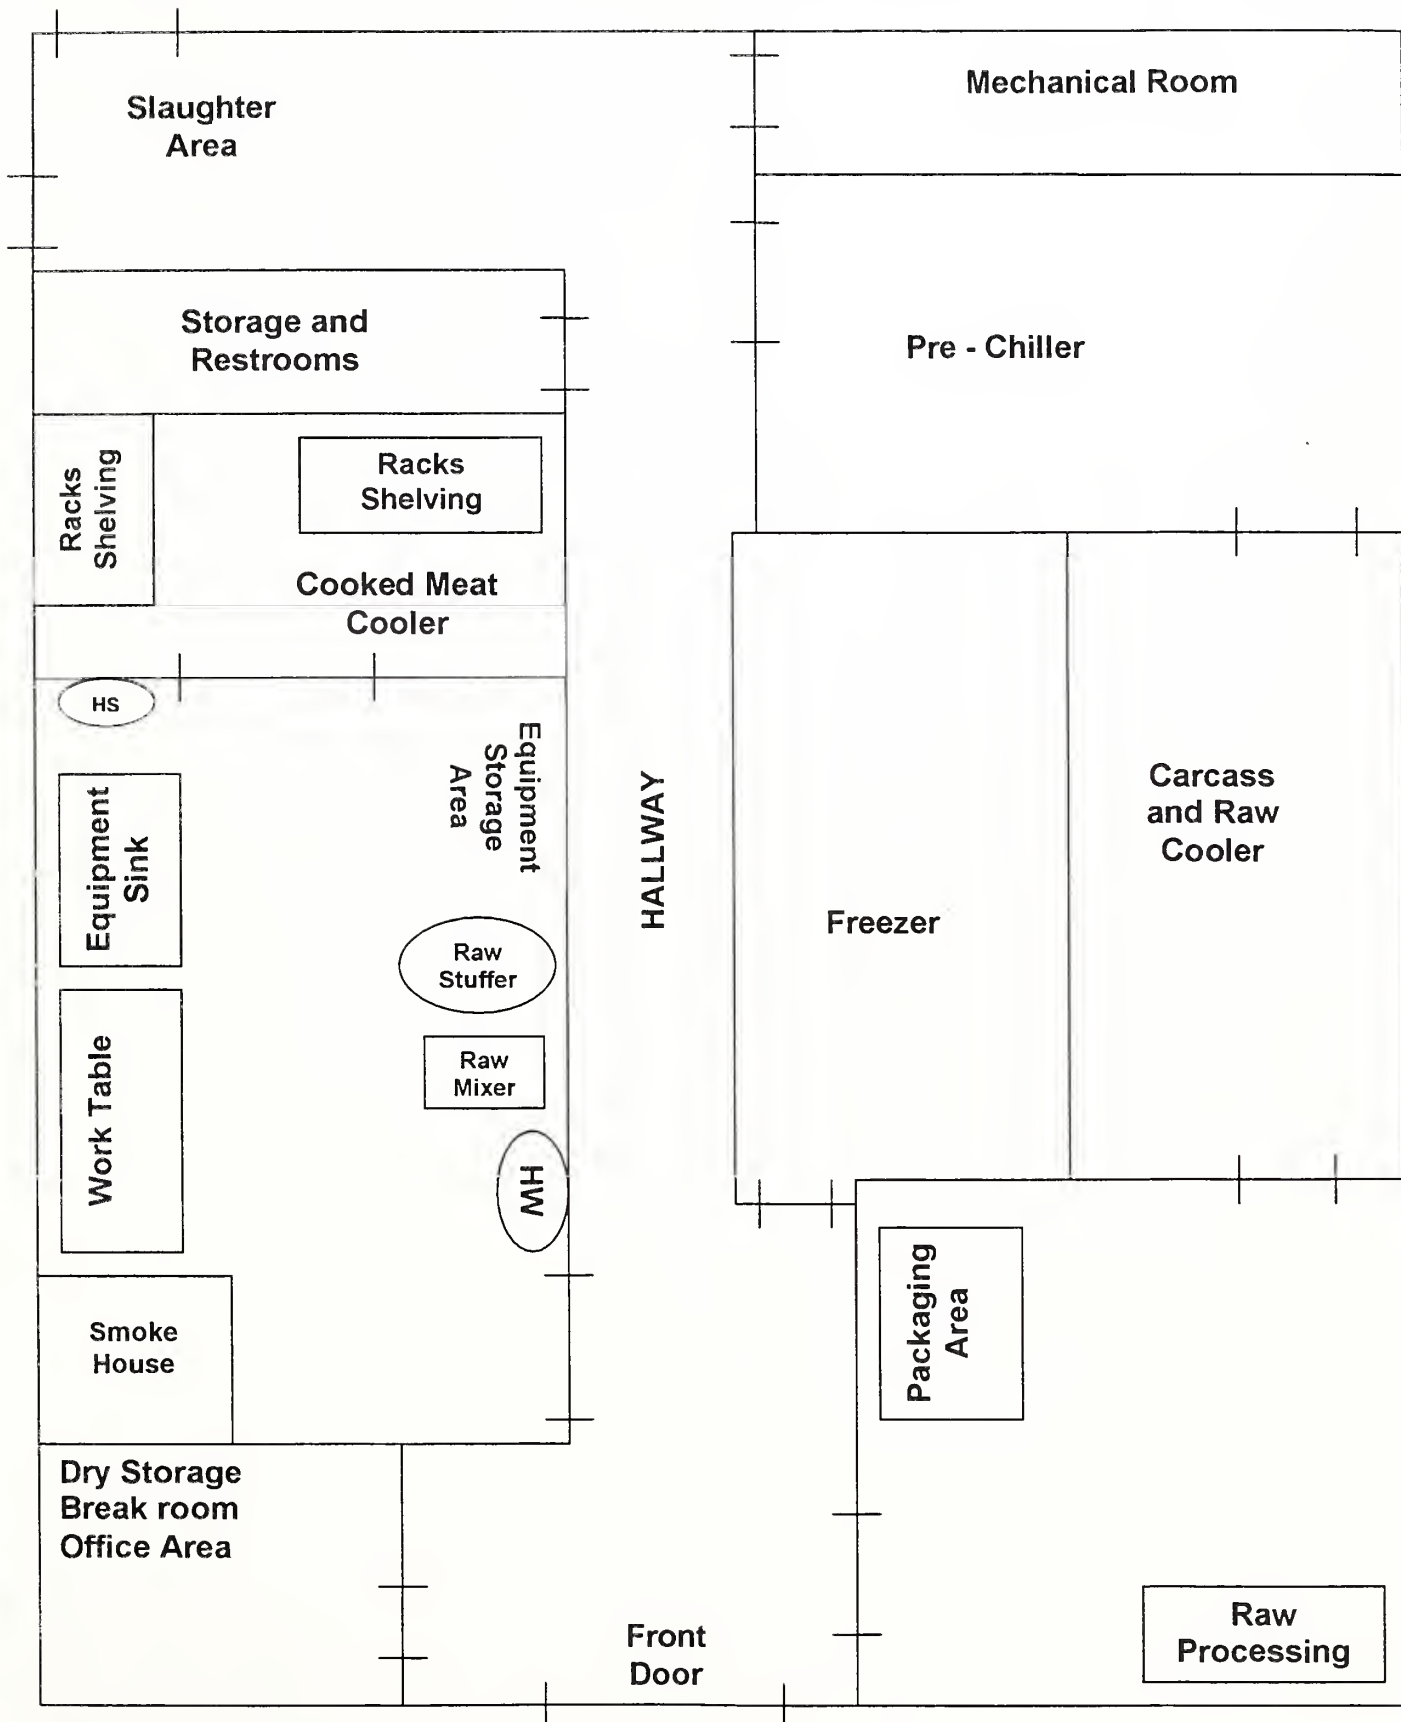 Slaughter
Area
Mechanical Room
Storage and
Restrooms
Pre - Chiller
Racks
Shelving
Racks
Shelving
Cooked Meat
Cooler
HS
Equipment
Storage
Area
Equipment
Sink
HALLWAY
Carcass
and Raw
Cooler
Freezer
Raw
Stuffer
Raw
Mixer
Work Table
HW
Packaging
Area
Smoke
House
Dry Storage
Break room
Office Area
Front
Door
Raw
Processing